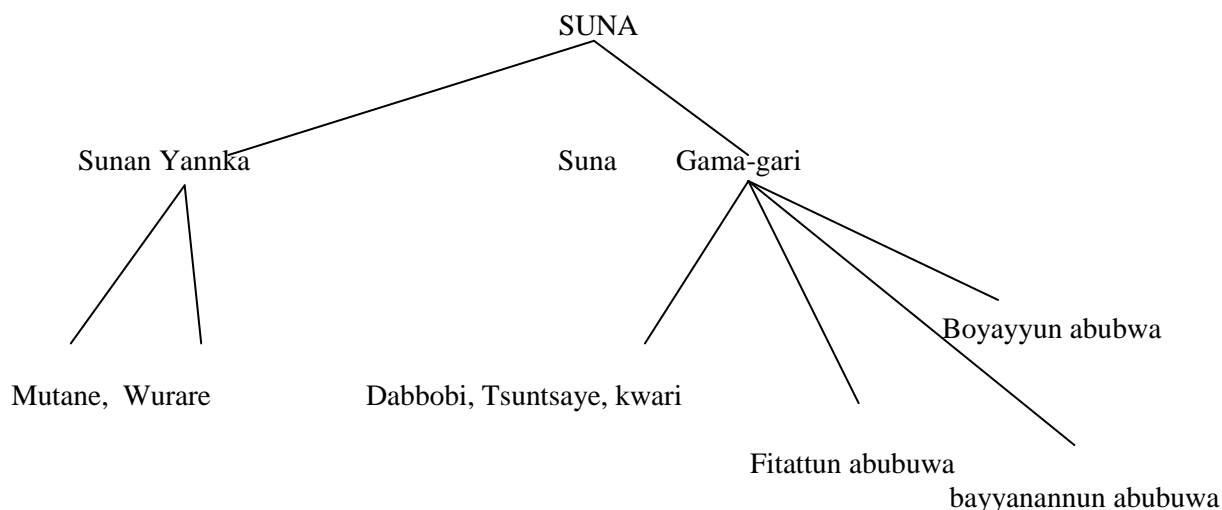 SUNA
Sunan Yannka Suna Gama-gari
Boyayyun abubwa
Mutane, Wurare Dabbobi, Tsuntsaye, kwari
Fitattun abubuwa
bayyanannun abubuwa